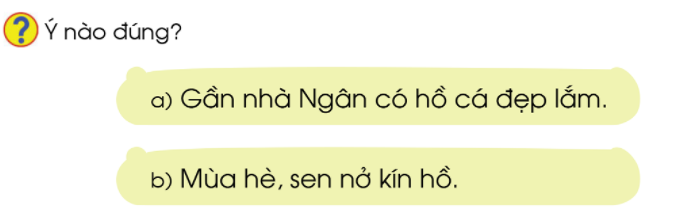 ? Ý nào đúng?
a) Gần nhà Ngân có hồ cá đẹp lắm.
b) Mùa hè, sen nở kín hồ.